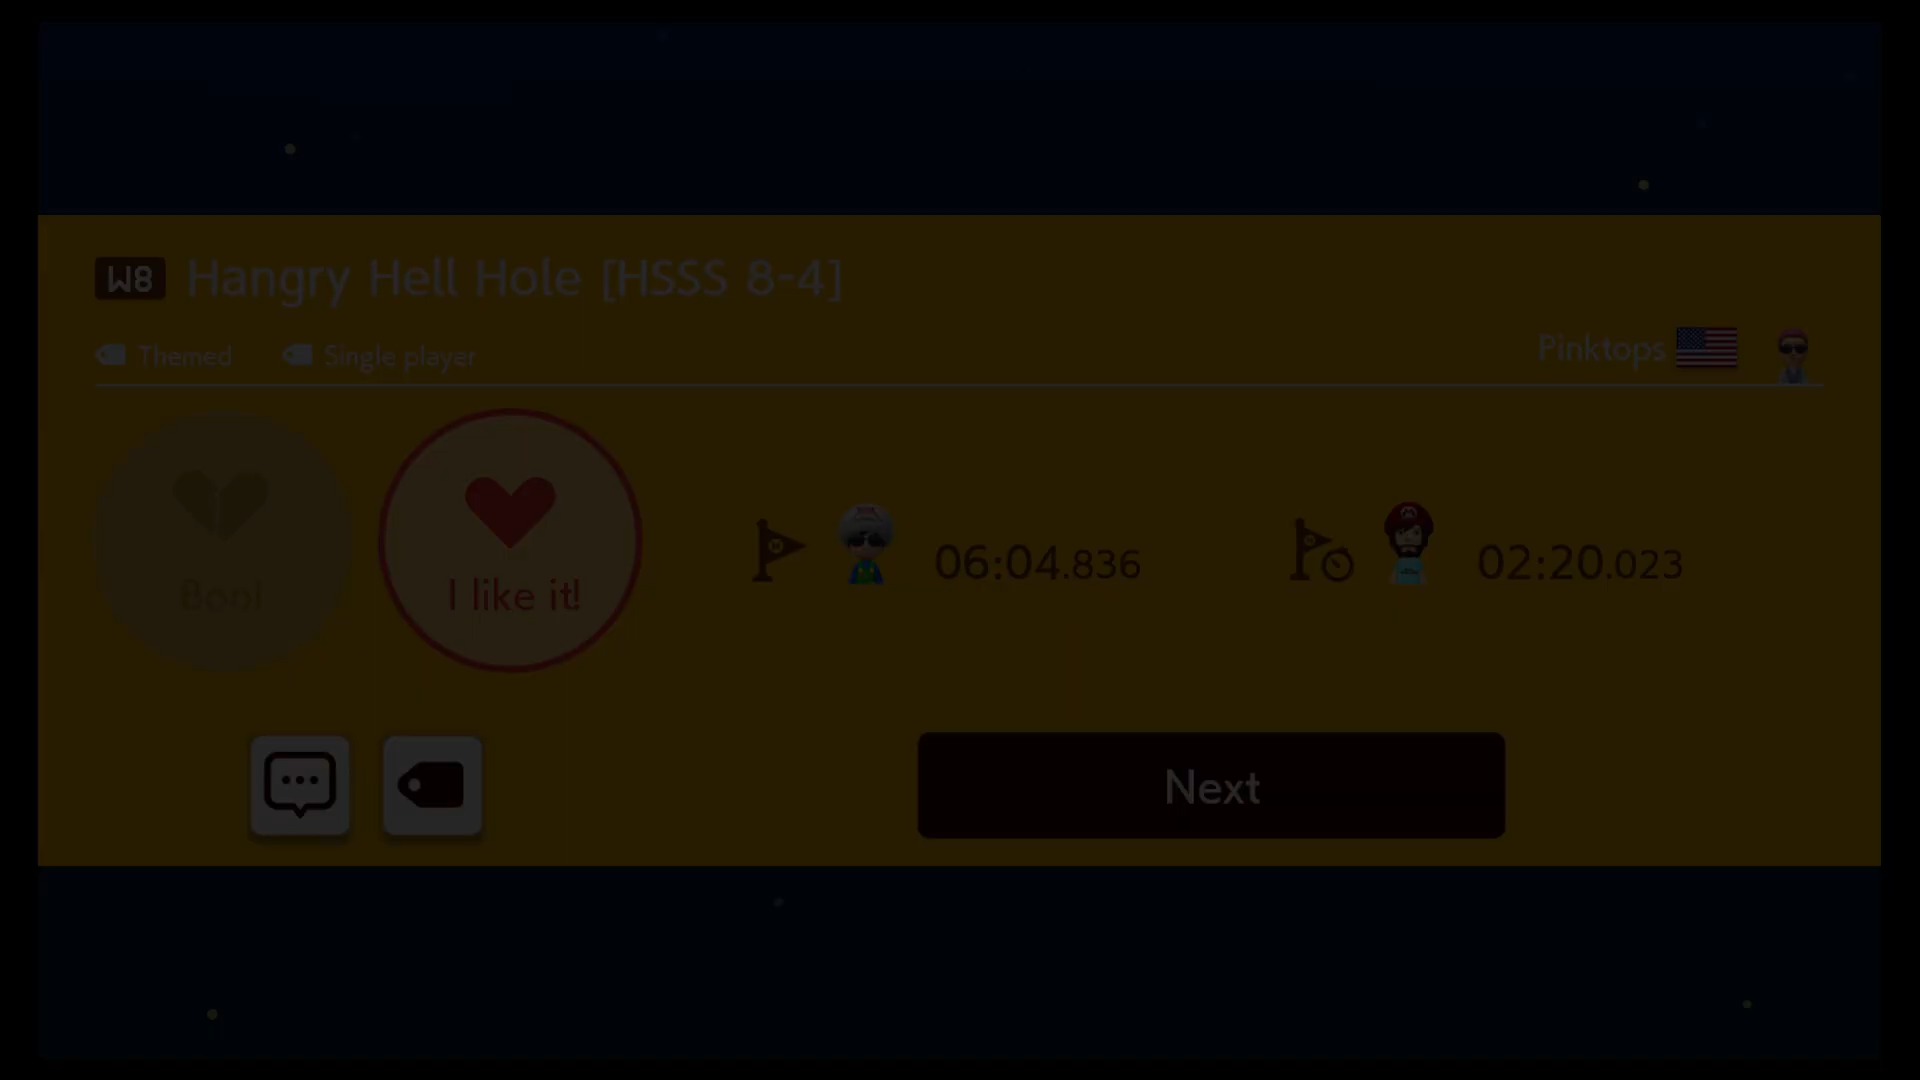 W8 Hangry Hell Hole [HSSS 8-4]
Themed Single player
Pinktops
Boo!
I like it!
06:04.836
02:20.023
Next